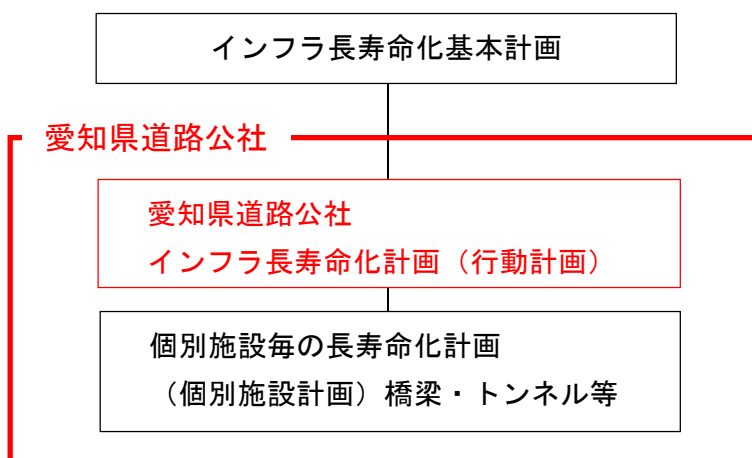 インフラ長寿命化基本計画
愛知県道路公社
愛知県道路公社
インフラ長寿命化計画（行動計画）
個別施設毎の長寿命化計画
（個別施設計画）橋梁・トンネル等